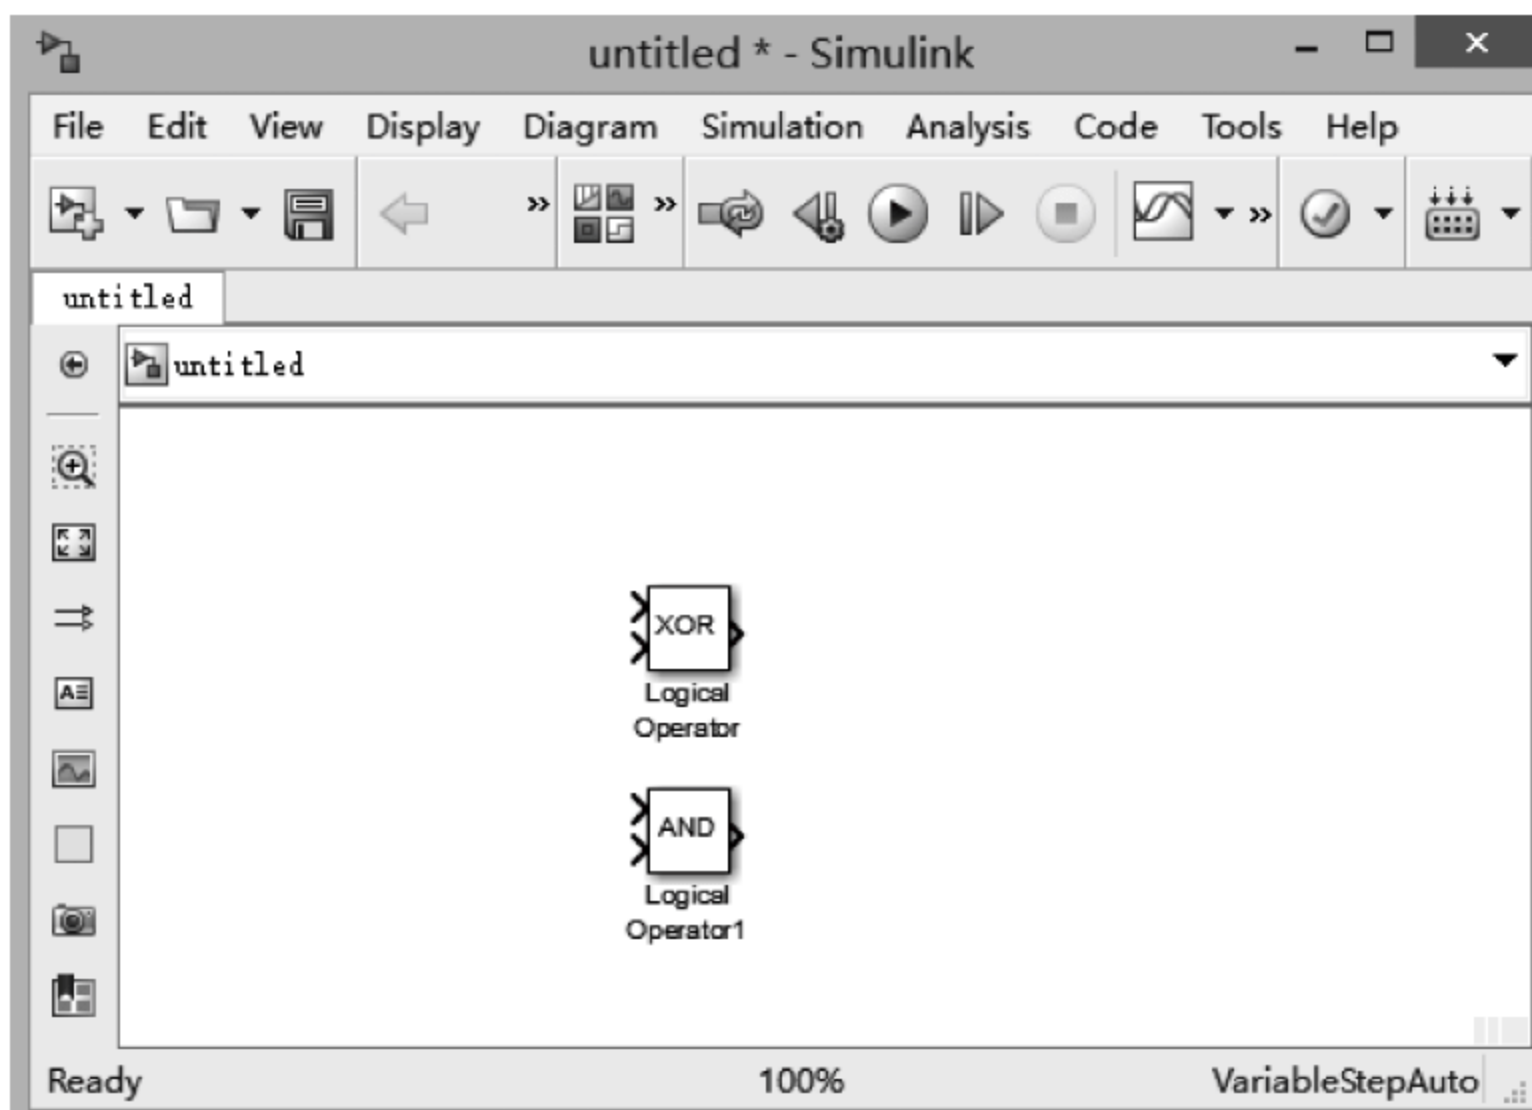 untitled * - Simulink
File Edit View Display Diagram Simulation Analysis Code Tools Help
untitled
untitled
XOR
Logical
Operator
AND
Logical
Operator1
Ready 100% VariableStepAuto